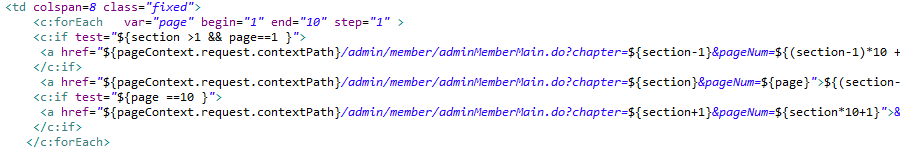 <td colspan=8 class="fixed">
<c:forEach   var="page" begin="1" end="10" step="1" >
<c:if test="${section >1 && page==1 }">
<a href="${pageContext.request.contextPath}/admin/member/adminMemberMain.do?chapter=${section-1}&pageNum=${(section-1)*10 +
</c:if>
<a href="${pageContext.request.contextPath}/admin/member/adminMemberMain.do?chapter=${section}&pageNum=${page}">${(section-
<c:if test="${page ==10 }">
<a href="${pageContext.request.contextPath}/admin/member/adminMemberMain.do?chapter=${section+1}&pageNum=${section*10+1}">&
</c:if>
</c:forEach>